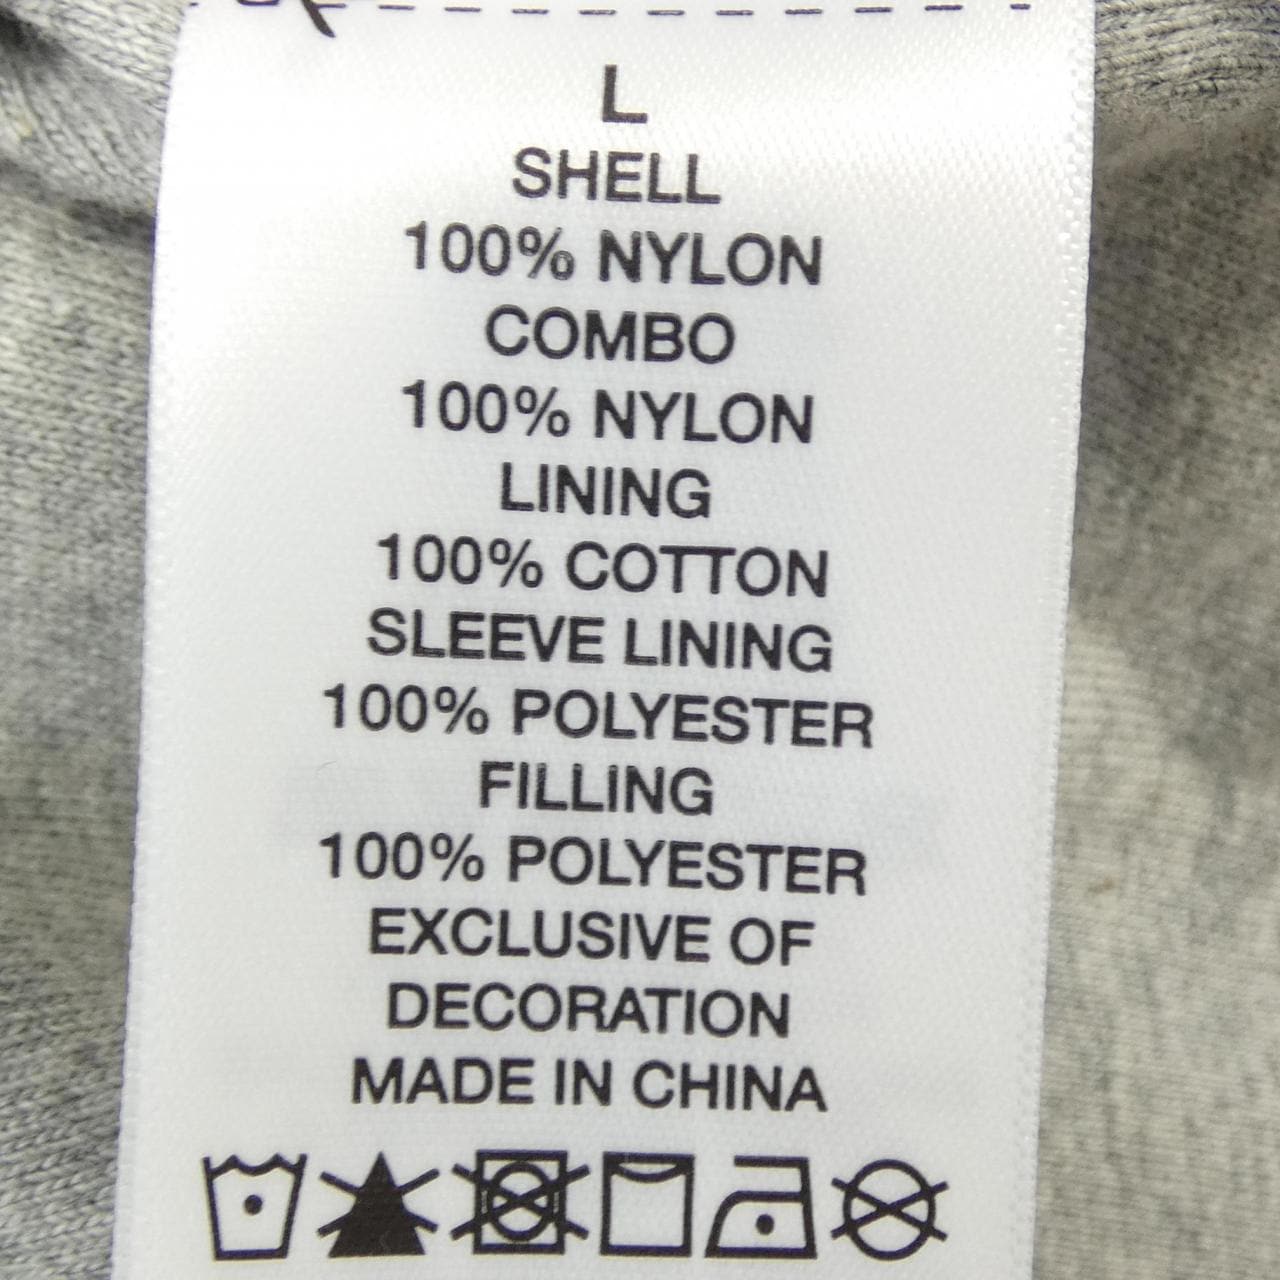 L
SHELL
100% NYLON
COMBO
100% NYLON
LINING
100% COTTON
SLEEVE LINING
100% POLYESTER
FILLING
100% POLYESTER
EXCLUSIVE OF
DECORATION
MADE IN CHINA